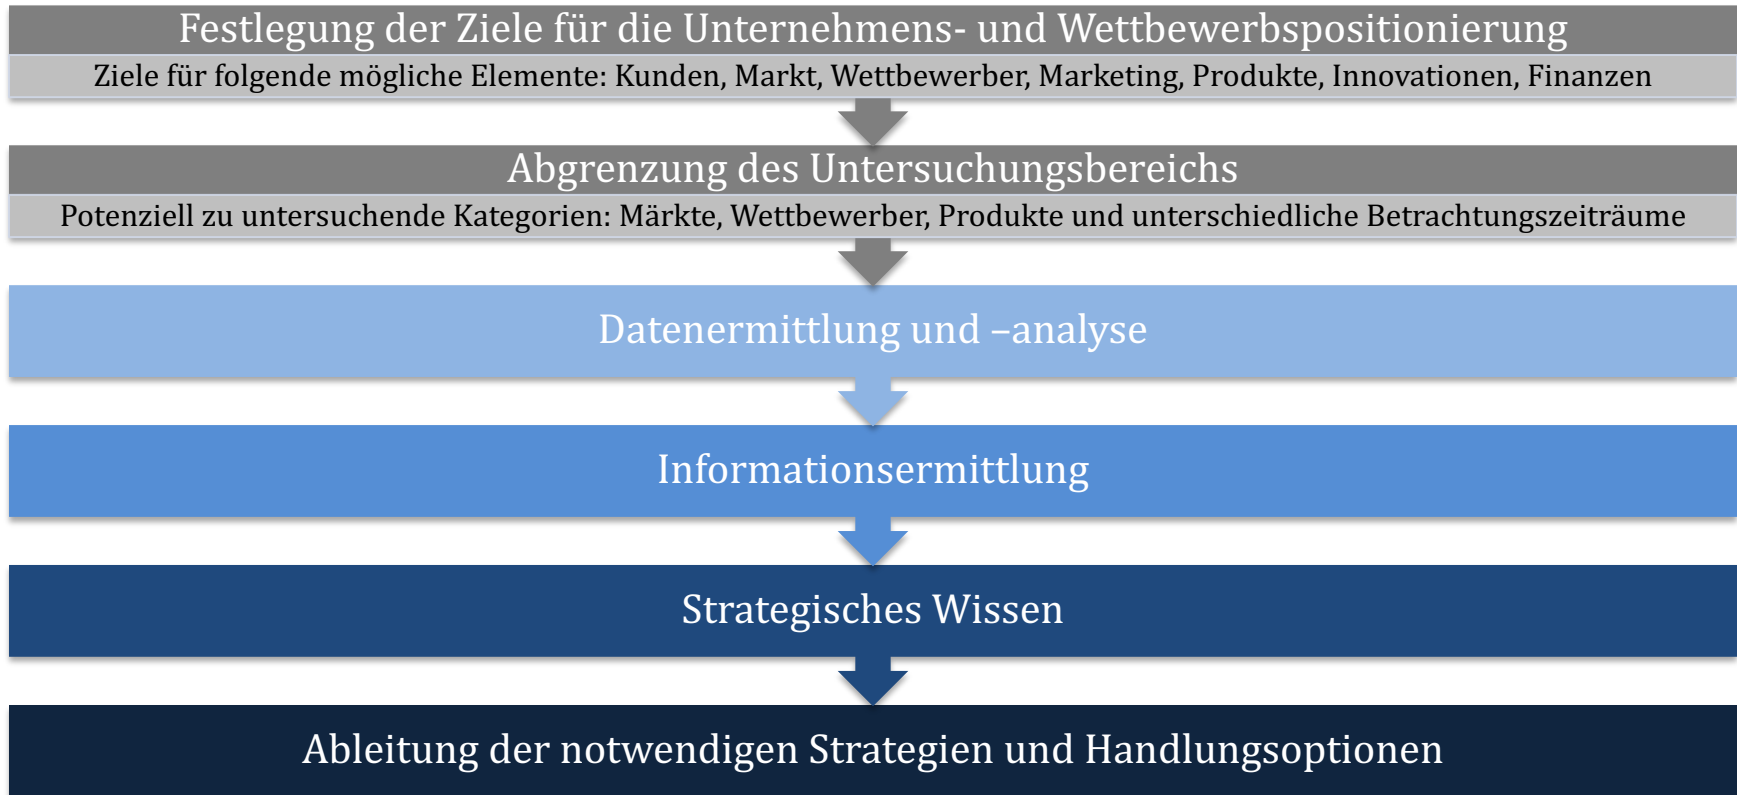 Festlegung der Ziele für die Unternehmens- und Wettbewerbspositionierung
Ziele für folgende mögliche Elemente: Kunden, Markt, Wettbewerber, Marketing, Produkte, Innovationen, Finanzen
Abgrenzung des Untersuchungsbereichs
Potenziell zu untersuchende Kategorien: Märkte, Wettbewerber, Produkte und unterschiedliche Betrachtungszeiträume
Datenermittlung und –analyse
Informationsermittlung
Strategisches Wissen
Ableitung der notwendigen Strategien und Handlungsoptionen